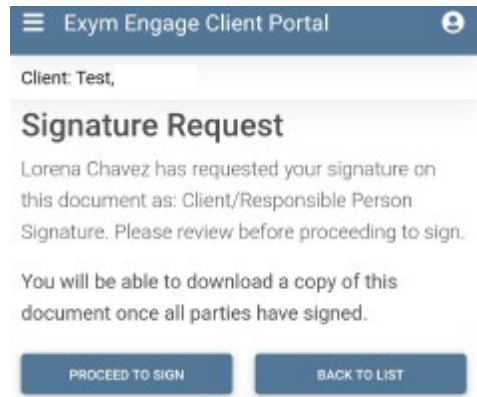 Exym Engage Client Portal
Client: Test,
Signature Request
Lorena Chavez has requested your signature on
this document as: Client/Responsible Person
Signature. Please review before proceeding to sign.
You will be able to download a copy of this
document once all parties have signed.
PROCEED TO SIGN BACK TO LIST